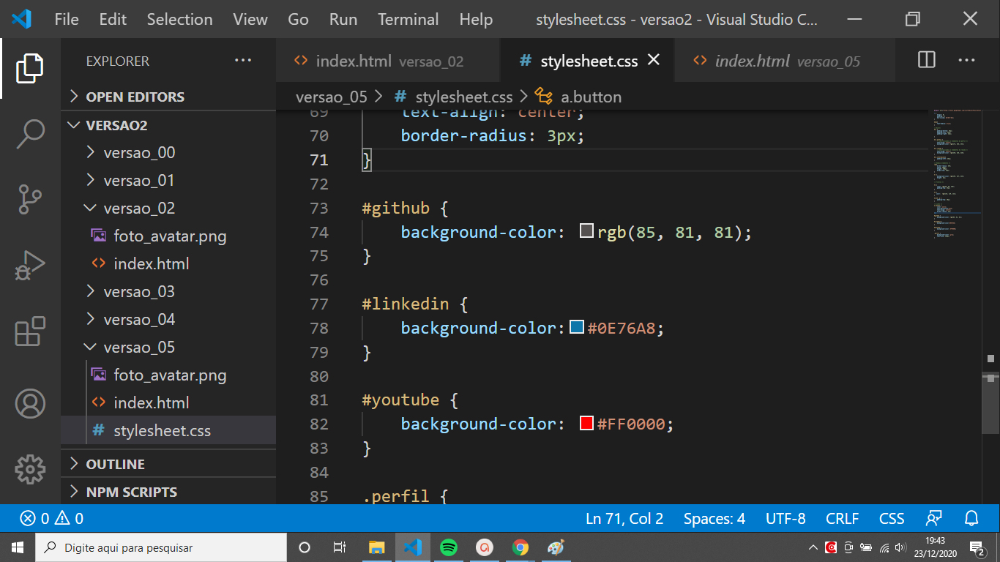 File Edit Selection View Go Run Terminal Help stylesheet.css - versao2 - Visual Studio C...
EXPLORER ...
OPEN EDITORS
VERSAO2
versao_00
versao_01
versao_02
foto_avatar.png
index.html
versao_03
versao_04
versao_05
foto_avatar.png
index.html
# stylesheet.css
OUTLINE
NPM SCRIPTS
index.html versao_02 # stylesheet.css index.html versao_05 ...
versao_05 > # stylesheet.css > a.button
69 text-align: center;
70 border-radius: 3px;
71 }
72
73 #github {
74 background-color: rgb(85, 81, 81);
75 }
76
77 #linkedin {
78 background-color: #0E76A8;
79 }
80
81 #youtube {
82 background-color: #FF0000;
83 }
84
85 .perfil {
0 0 Ln 71, Col 2 Spaces: 4 UTF-8 CRLF CSS
Digite aqui para pesquisar
19:43
23/12/2020
2